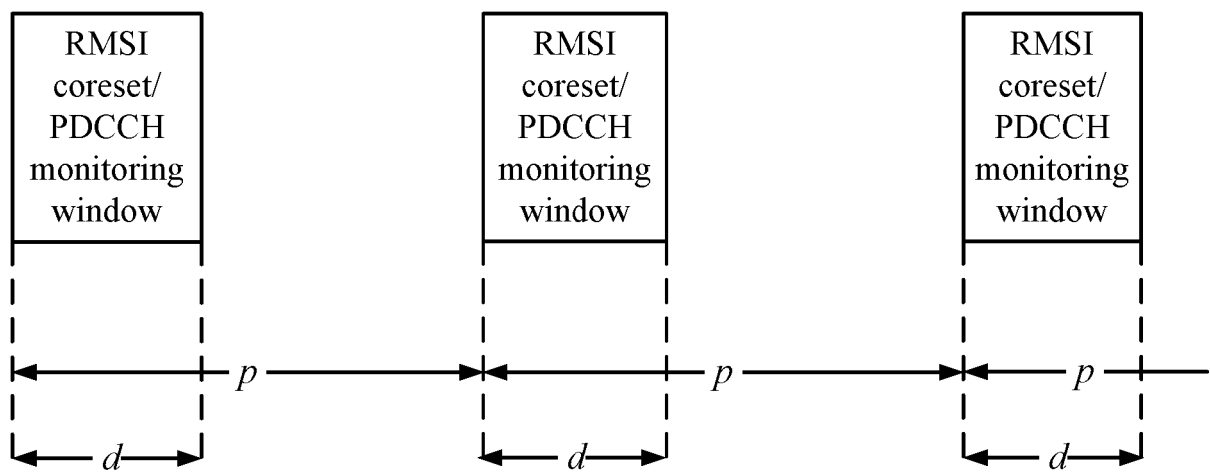 RMSI
coreset/
PDCCH
monitoring
window
RMSI
coreset/
PDCCH
monitoring
window
RMSI
coreset/
PDCCH
monitoring
window
p
p
p
d
d
d